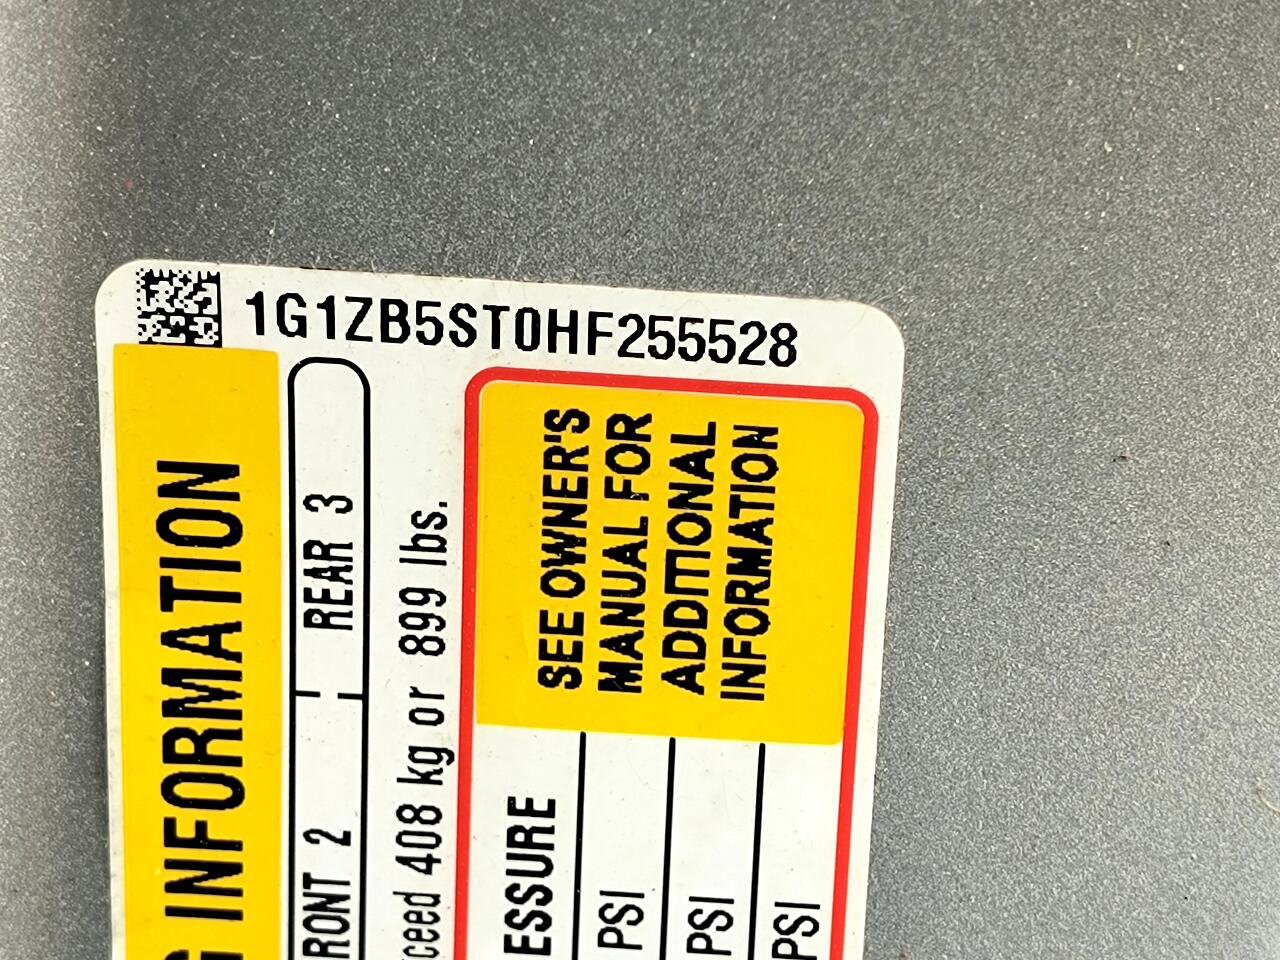 1G1ZB5ST0HF255528
INFORMATION
REAR 3
RONT 2
xceed 408 kg or 899 lbs.
SEE OWNER'S
MANUAL FOR
ADDITIONAL
INFORMATION
ESSURE
PSI
PSI
PSI